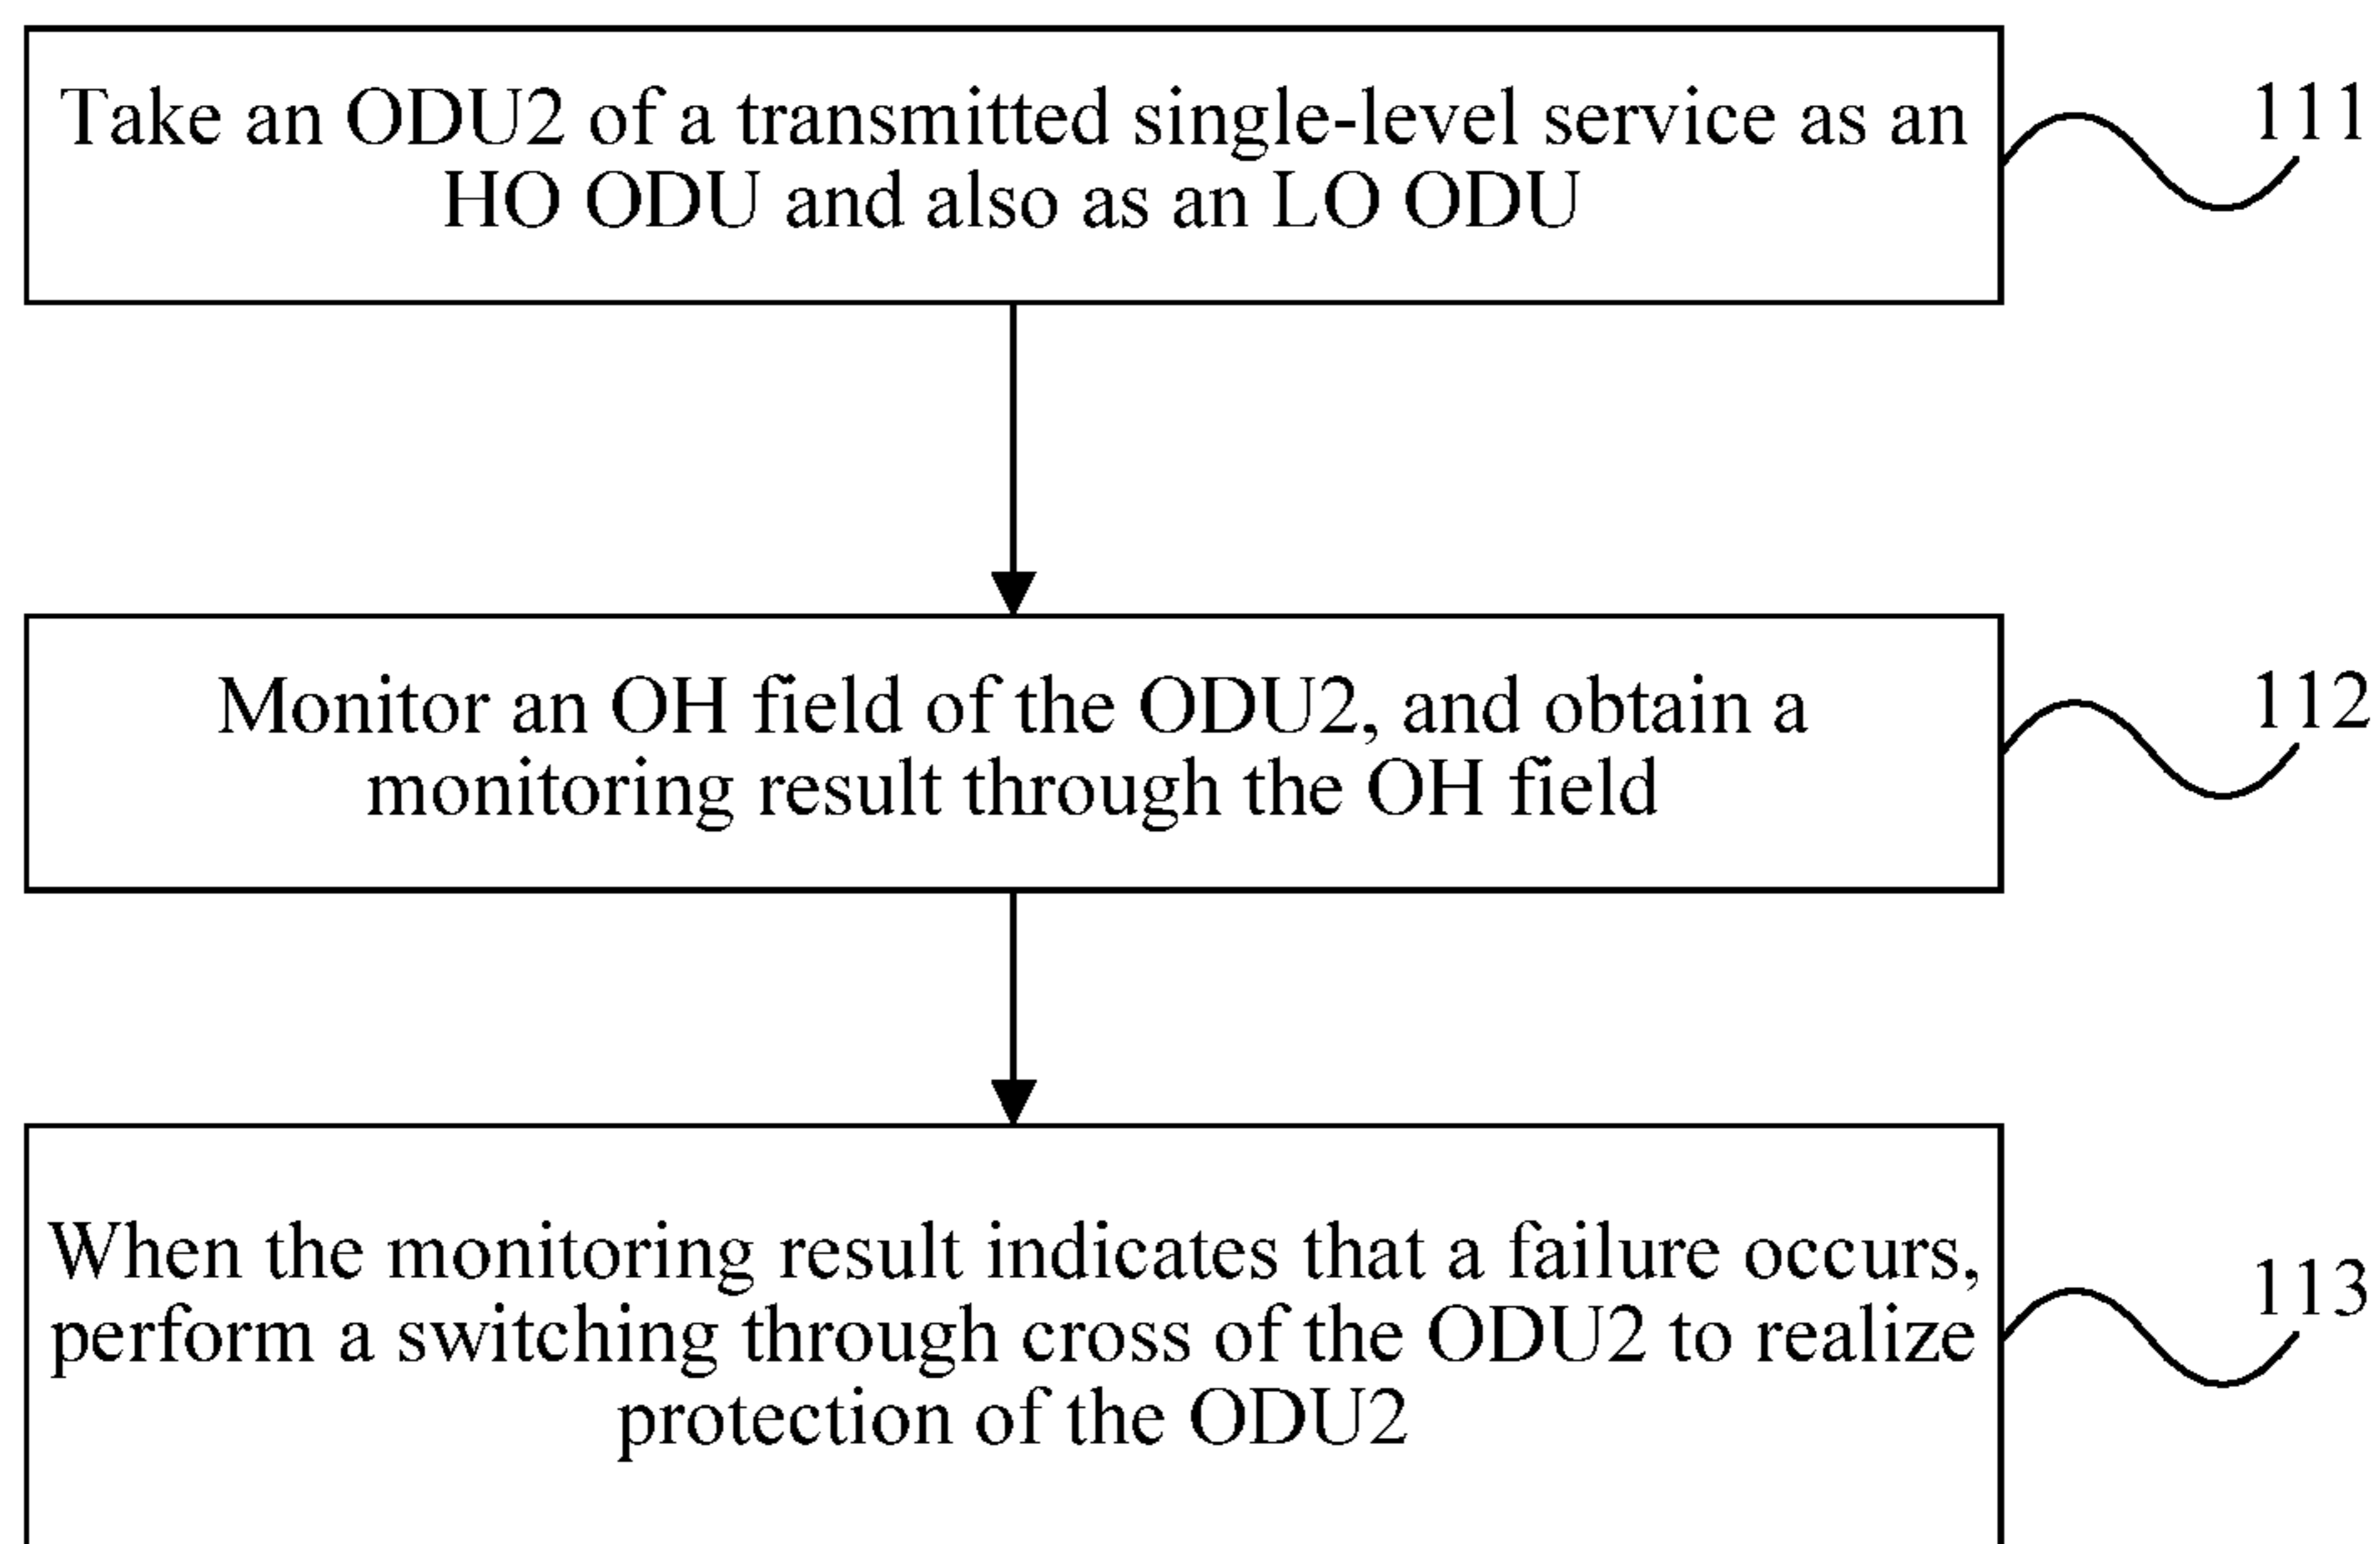 Take an ODU2 of a transmitted single-level service as an
HO ODU and also as an LO ODU
111
Monitor an OH field of the ODU2, and obtain a
monitoring result through the OH field
112
When the monitoring result indicates that a failure occurs,
perform a switching through cross of the ODU2 to realize
protection of the ODU2
113